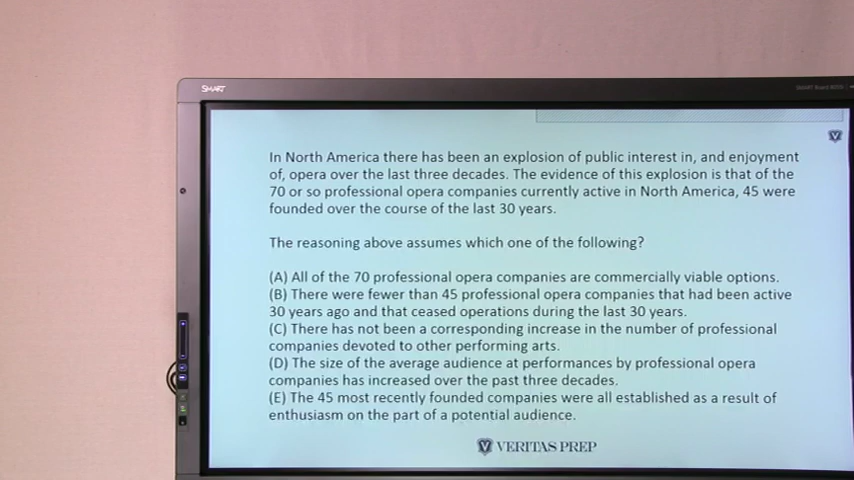 SMART
SMART Board 8055i
In North America there has been an explosion of public interest in, and enjoyment
of, opera over the last three decades. The evidence of this explosion is that of the
70 or so professional opera companies currently active in North America, 45 were
founded over the course of the last 30 years.
The reasoning above assumes which one of the following?
(A) All of the 70 professional opera companies are commercially viable options.
(B) There were fewer than 45 professional opera companies that had been active
30 years ago and that ceased operations during the last 30 years.
(C) There has not been a corresponding increase in the number of professional
companies devoted to other performing arts.
(D) The size of the average audience at performances by professional opera
companies has increased over the past three decades.
(E) The 45 most recently founded companies were all established as a result of
enthusiasm on the part of a potential audience.
V VERITAS PREP